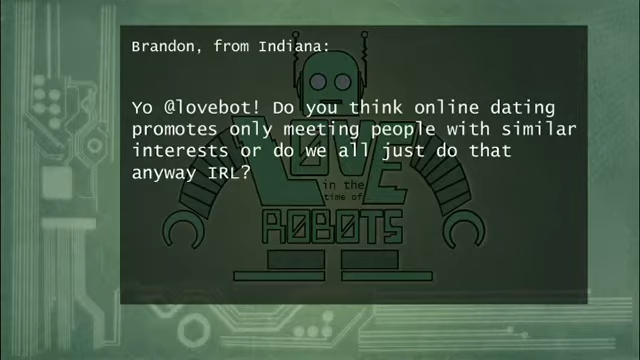 Brandon, from Indiana:
Yo @lovebot! Do you think online dating
promotes only meeting people with similar
interests or do we all just do that
anyway IRL?
LOVE
in the
time of..
ROBOTS